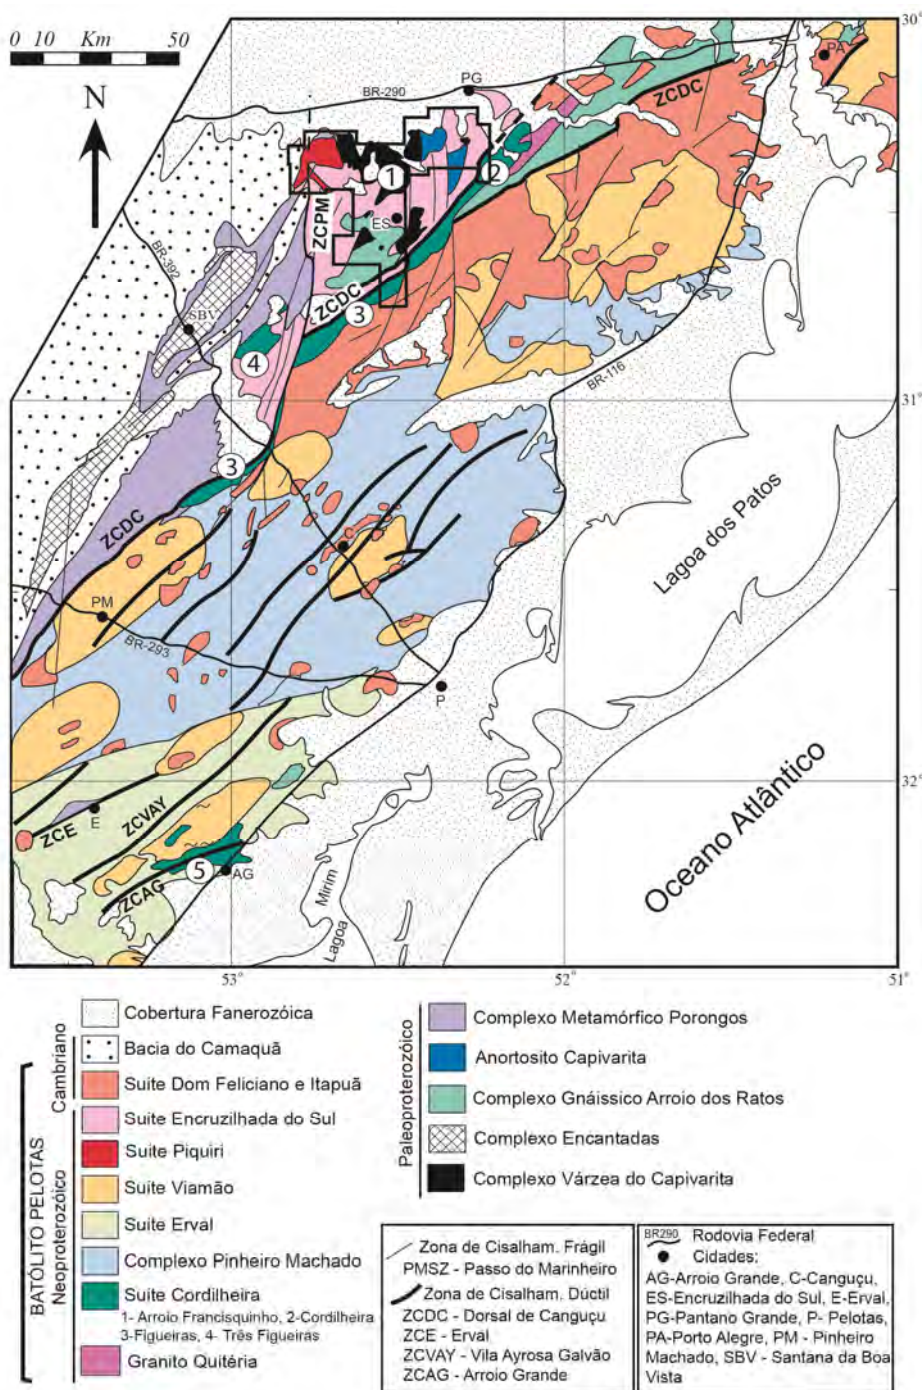 30°
0 10 Km 50
N
BR-290
PG
PA
ZCDC
1
2
ES
ZCPM
BR-392
ZCDC
3
SBV
4
BR-116
31°
3
ZCDC
Lagoa dos Patos
PM
BR-293
P
Oceano Atlântico
32°
E
ZCE
ZCVAY
5
AG
ZCAG
Mirim
Lagoa
53°
52°
51°
Cobertura Fanerozóica
Bacia do Camaquã
Suite Dom Feliciano e Itapuã
Suite Encruzilhada do Sul
Suite Piquiri
Suite Viamão
Suite Erval
Complexo Pinheiro Machado
Suite Cordilheira
1- Arroio Francisquinho, 2-Cordilheira
3-Figueiras, 4- Três Figueiras
Granito Quitéria
BATÓLITO PELOTAS
Neoproterozóico
Cambriano
Paleoproterozóico
Complexo Metamórfico Porongos
Anortosito Capivarita
Complexo Gnáissico Arroio dos Ratos
Complexo Encantadas
Complexo Várzea do Capivarita
Zona de Cisalham. Frágil
PMSZ - Passo do Marinheiro
Zona de Cisalham. Dúctil
ZCDC - Dorsal de Canguçu
ZCE - Erval
ZCVAY - Vila Ayrosa Galvão
ZCAG - Arroio Grande
BR290 Rodovia Federal
Cidades:
AG-Arroio Grande, C-Canguçu,
ES-Encruzilhada do Sul, E-Erval,
PG-Pantano Grande, P- Pelotas,
PA-Porto Alegre, PM - Pinheiro
Machado, SBV - Santana da Boa
Vista